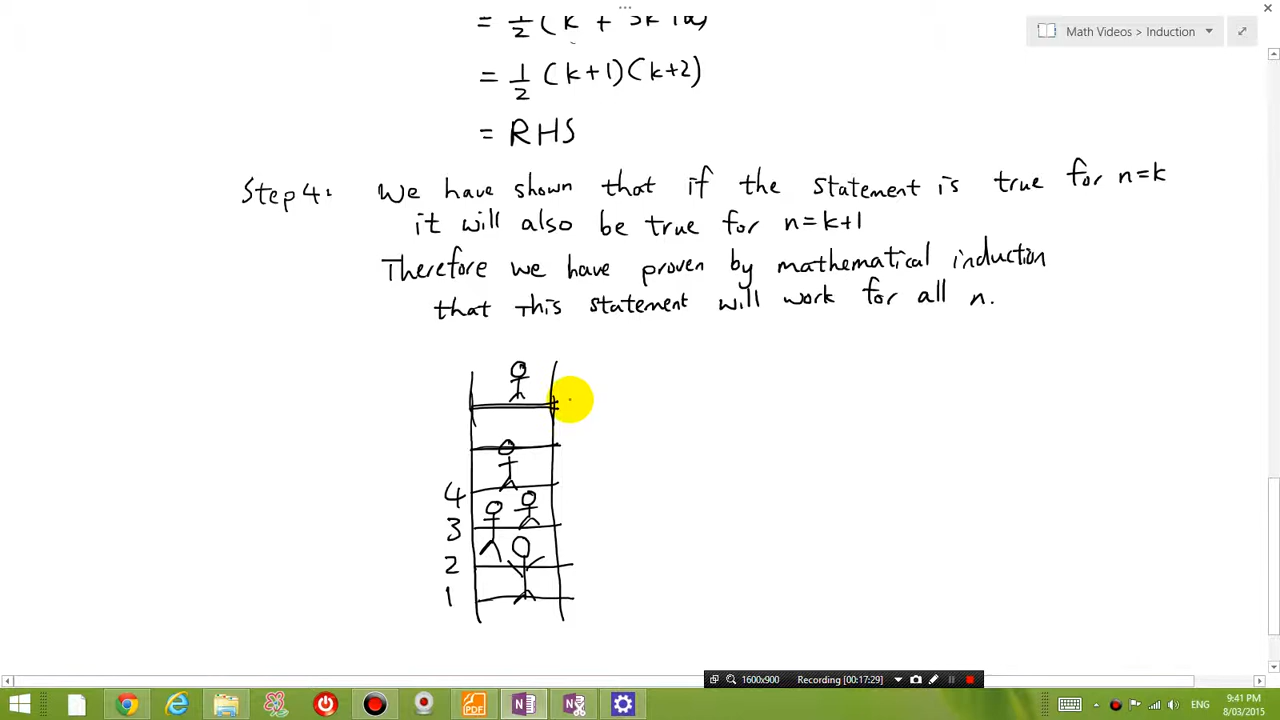 Math Videos > Induction
= 1/2 (k+1)(k+2)
= RHS
Step 4: We have shown that if the statement is true for n=k
it will also be true for n=k+1
Therefore we have proven by mathematical induction
that this statement will work for all n.
4
3
2
1
1600x900 Recording [00:17:29]
PDF
ENG
9:41 PM
8/03/2015